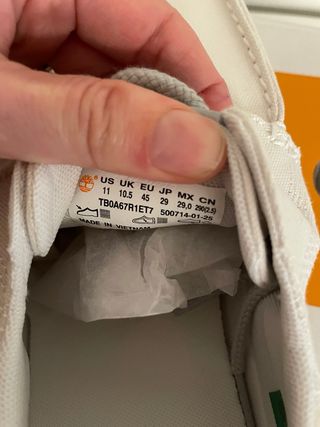 US UK EU JP MX CN
11 10.5 45 29 29,0 290(2.5)
TB0A67R1ET7 500714-01-25
MADE IN VIETNAM